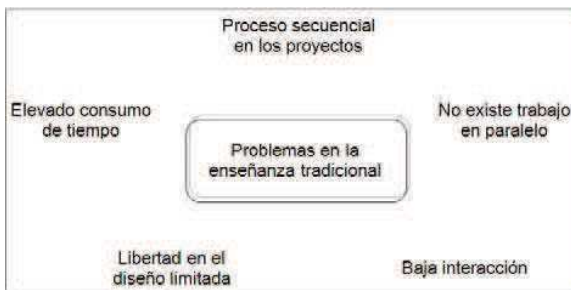 Proceso secuencial
en los proyectos
Elevado consumo
de tiempo
No existe trabajo
en paralelo
Problemas en la
enseñanza tradicional
Libertad en el
diseño limitada
Baja interacción